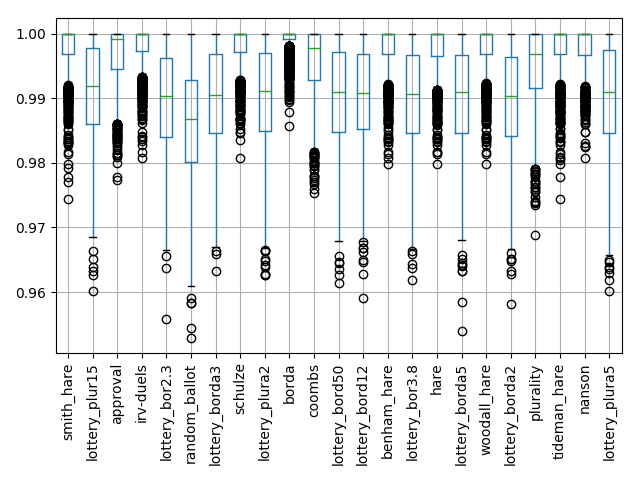 1.00
0.99
0.98
0.97
0.96
smith_hare
lottery_plur15
approval
irv-duels
lottery_bor2.3
random_ballot
lottery_borda3
schulze
lottery_plura2
borda
coombs
lottery_bord50
lottery_bord12
benham_hare
lottery_bor3.8
hare
lottery_borda5
woodall_hare
lottery_borda2
plurality
tideman_hare
nanson
lottery_plura5